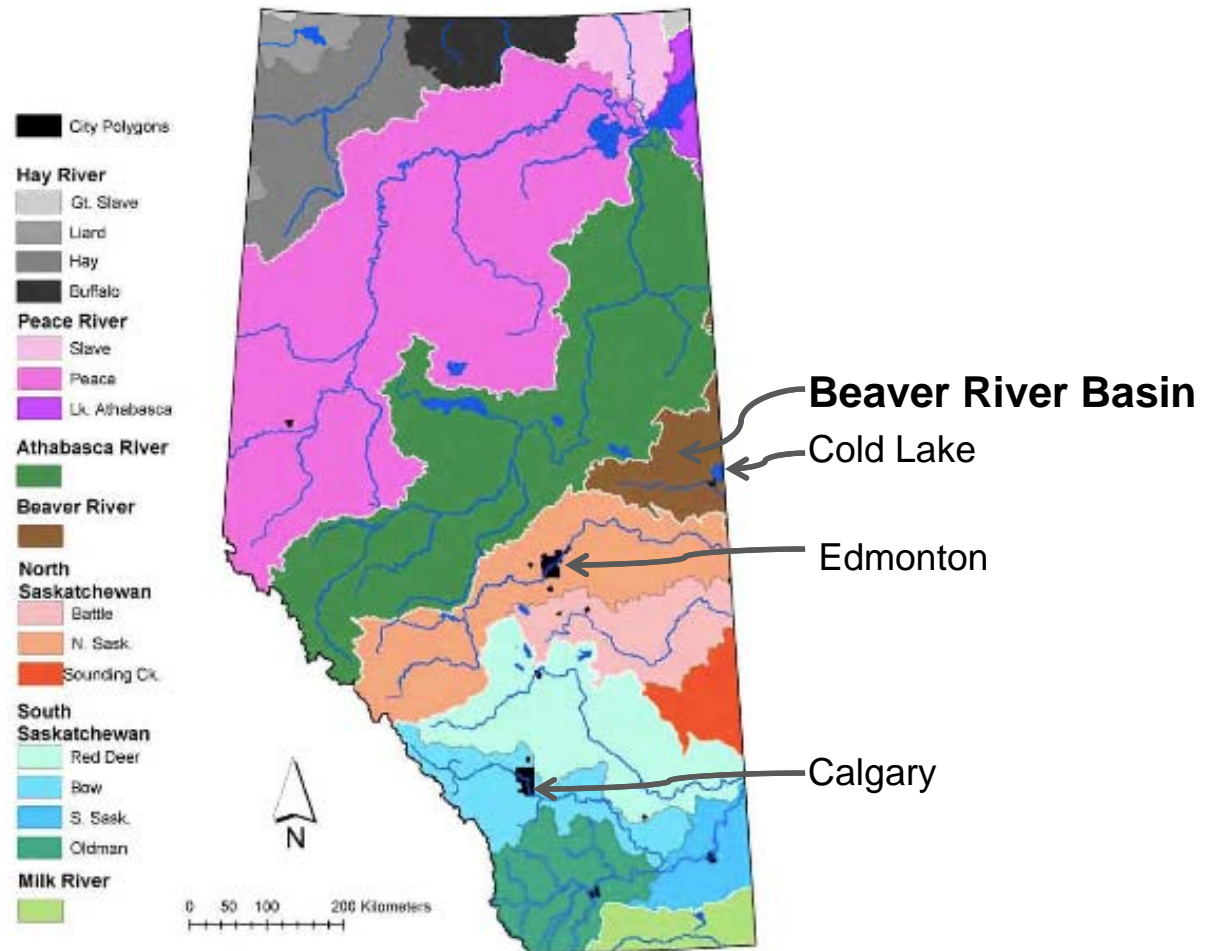 City Polygons
Hay River
Gt. Slave
Liard
Hay
Buffalo
Peace River
Slave
Peace
Lk. Athabasca
Athabasca River
Beaver River
North
Saskatchewan
Battle
N. Sask.
Sounding Ck.
South
Saskatchewan
Red Deer
Bow
S. Sask.
Oldman
Milk River
N
0 50 100 200 Kilometers
Beaver River Basin
Cold Lake
Edmonton
Calgary